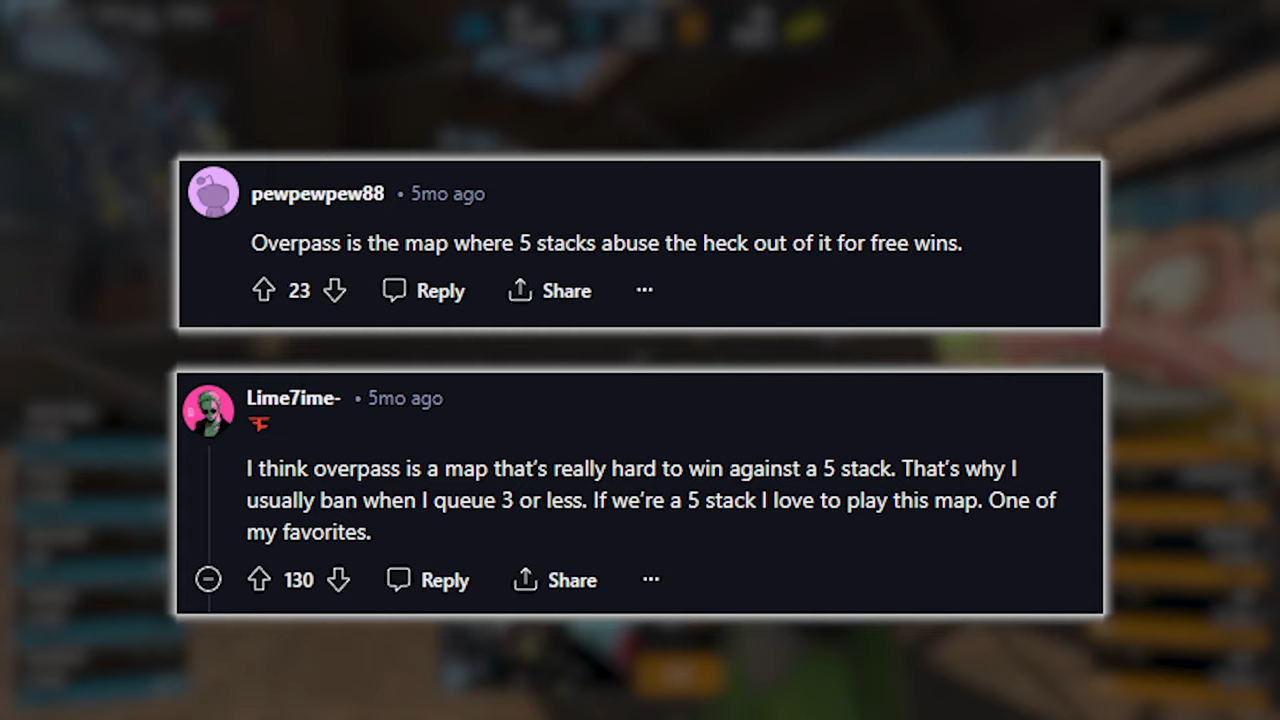 pewpewpew88 • 5mo ago
Overpass is the map where 5 stacks abuse the heck out of it for free wins.
23 Reply Share ...
Lime7ime- • 5mo ago
I think overpass is a map that's really hard to win against a 5 stack. That's why I
usually ban when I queue 3 or less. If we're a 5 stack I love to play this map. One of
my favorites.
130 Reply Share ...